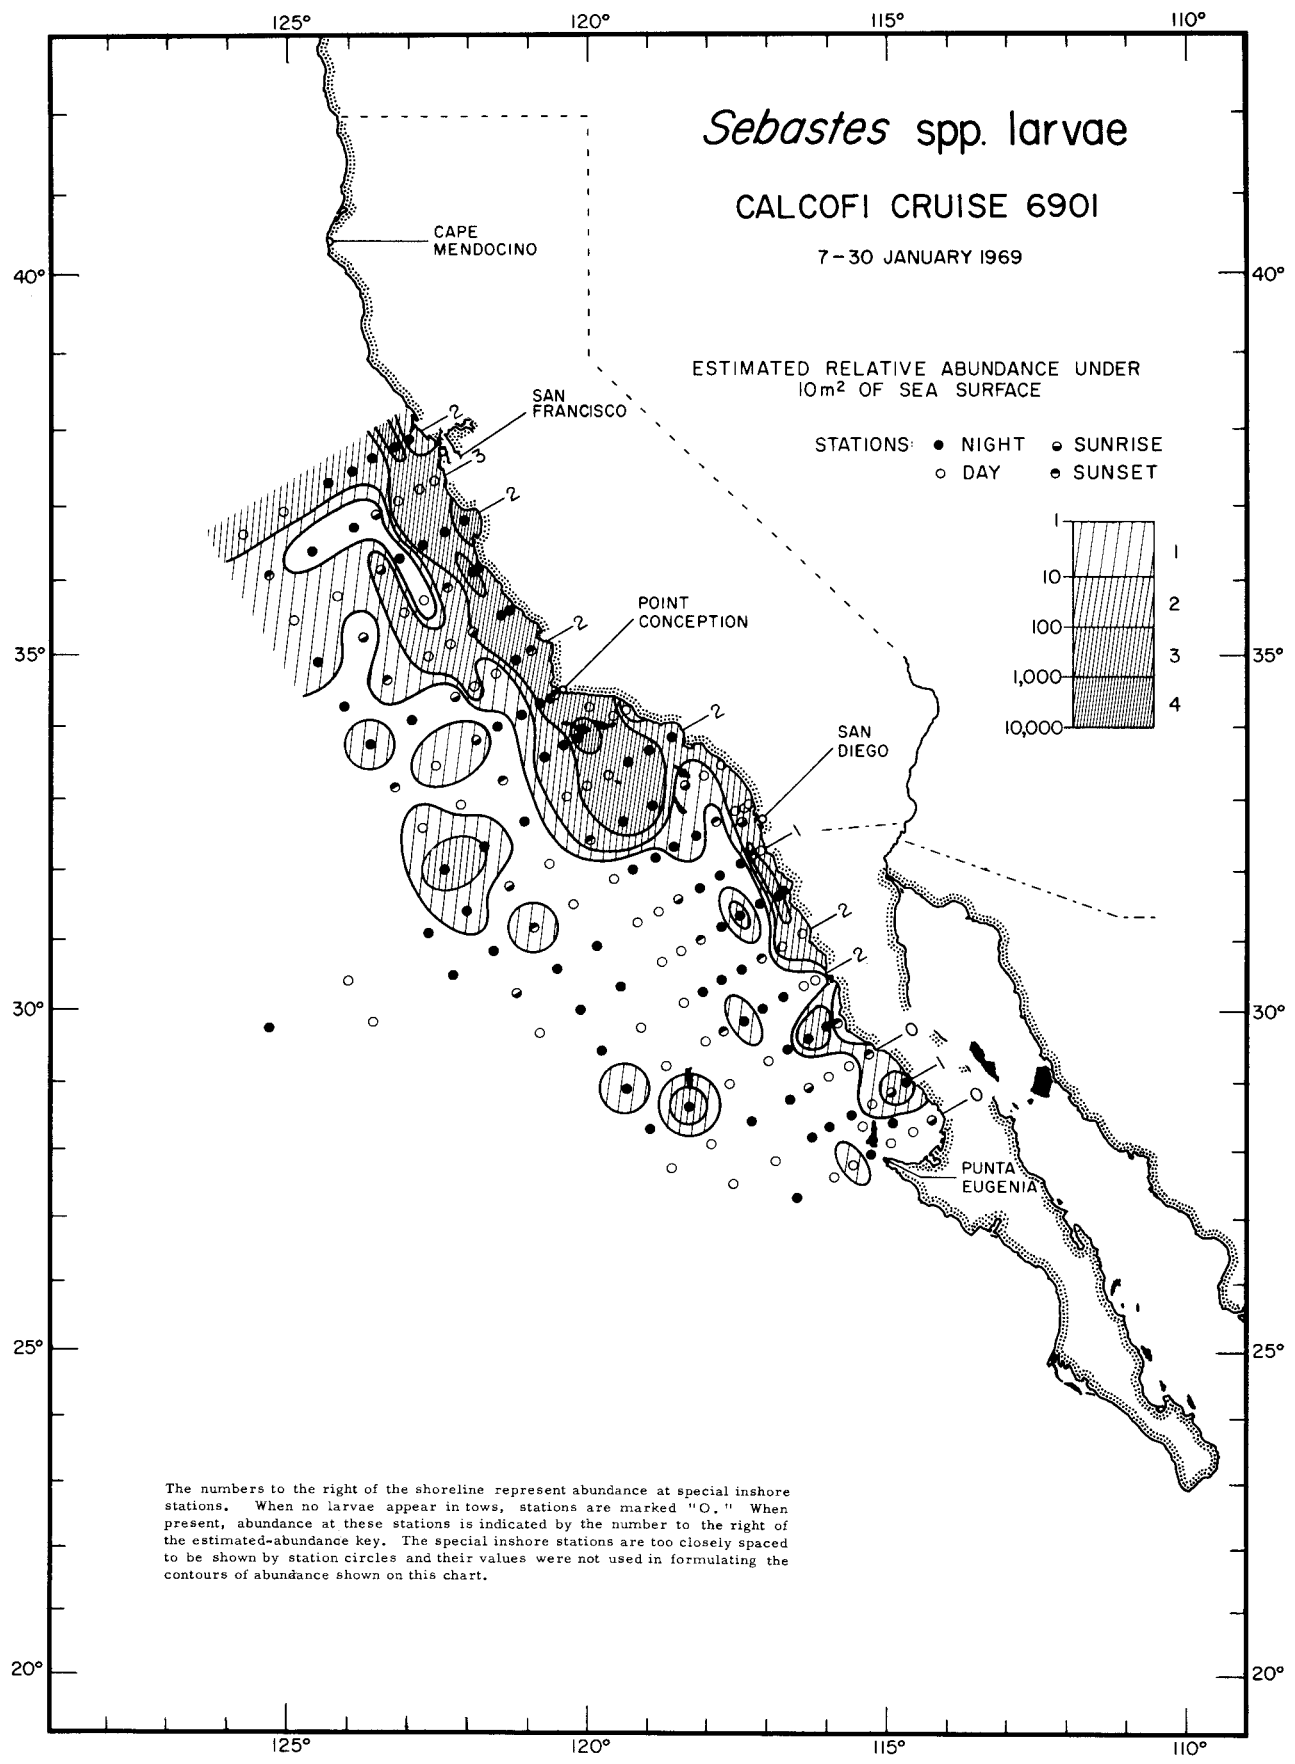 125°
120°
115°
110°
Sebastes spp. larvae
CALCOFI CRUISE 6901
7-30 JANUARY 1969
CAPE
MENDOCINO
40°
40°
ESTIMATED RELATIVE ABUNDANCE UNDER
10m² OF SEA SURFACE
SAN
FRANCISCO
2
3
2
STATIONS: ● NIGHT ◒ SUNRISE
○ DAY ◓ SUNSET
1
10
100
1,000
10,000
1
2
3
4
POINT
CONCEPTION
2
35°
35°
2
SAN
DIEGO
1
2
2
30°
30°
0
1
0
PUNTA
EUGENIA
25°
25°
The numbers to the right of the shoreline represent abundance at special inshore
stations. When no larvae appear in tows, stations are marked "O." When
present, abundance at these stations is indicated by the number to the right of
the estimated-abundance key. The special inshore stations are too closely spaced
to be shown by station circles and their values were not used in formulating the
contours of abundance shown on this chart.
20°
20°
125°
120°
115°
110°